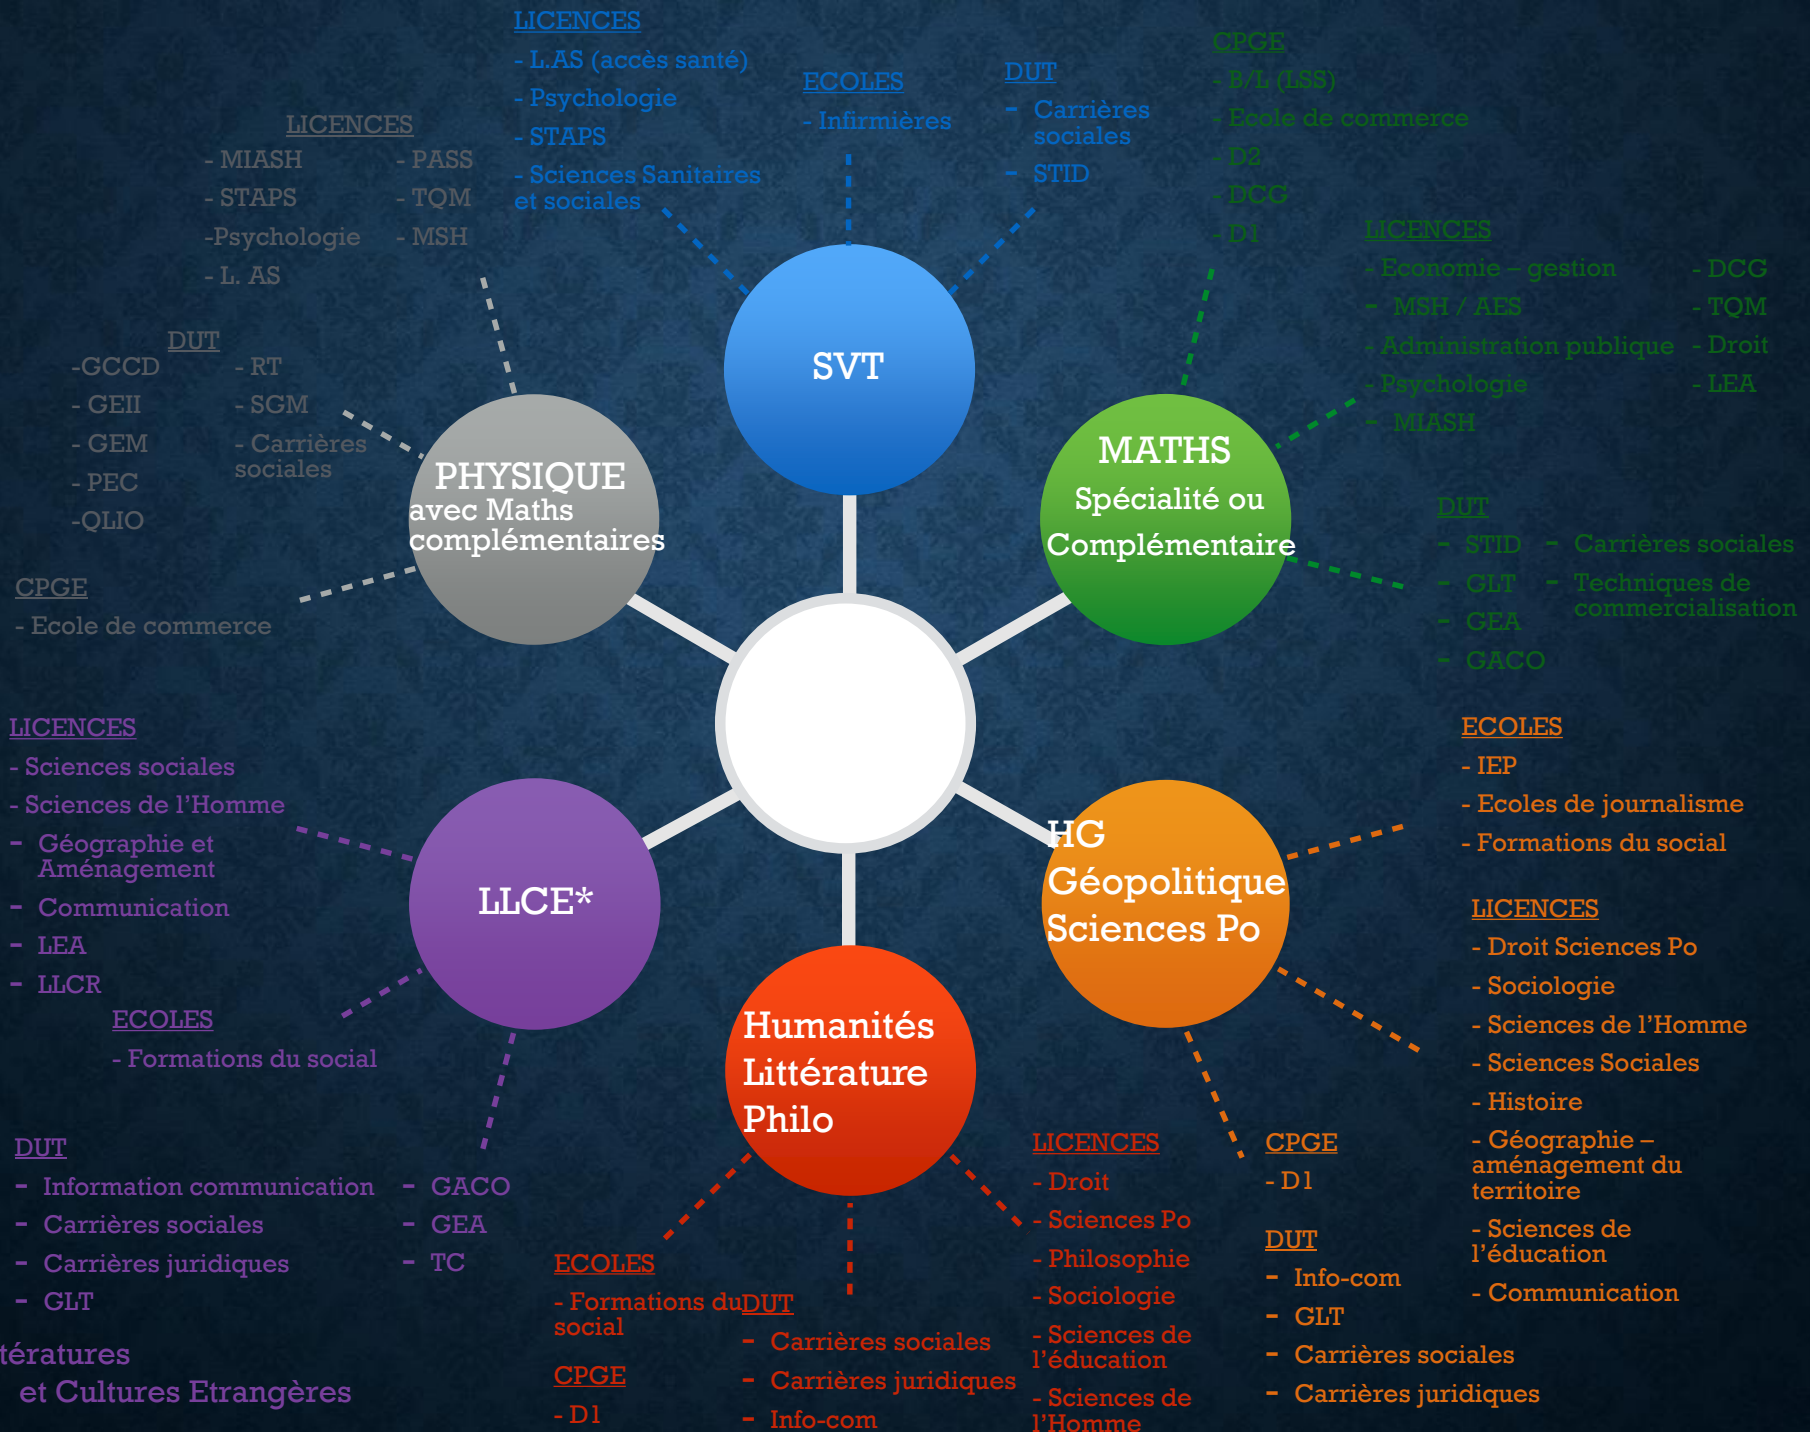 LICENCES
- L.AS (accès santé)
- Psychologie
- STAPS
- Sciences Sanitaires
et sociales
ECOLES
- Infirmières
DUT
- Carrières
sociales
- STID
SVT
CPGE
- B/L (LSS)
- Ecole de commerce
- D2
- DCG
- D1
LICENCES
- Economie – gestion
- MSH / AES
- Administration publique
- Psychologie
- MIASH
- DCG
- TQM
- Droit
- LEA
DUT
- STID
- GLT
- GEA
- GACO
- Carrières sociales
- Techniques de
commercialisation
MATHS
Spécialité ou
Complémentaire
LICENCES
- MIASH
- STAPS
-Psychologie
- L. AS
- PASS
- TQM
- MSH
DUT
-GCCD
- GEII
- GEM
- PEC
-QLIO
- RT
- SGM
- Carrières
sociales
CPGE
- Ecole de commerce
PHYSIQUE
avec Maths
complémentaires
LICENCES
- Sciences sociales
- Sciences de l’Homme
- Géographie et
Aménagement
- Communication
- LEA
- LLCR
ECOLES
- Formations du social
DUT
- Information communication
- Carrières sociales
- Carrières juridiques
- GLT
- GACO
- GEA
- TC
LLCE*
tératures
et Cultures Etrangères
HG
Géopolitique
Sciences Po
ECOLES
- IEP
- Ecoles de journalisme
- Formations du social
LICENCES
- Droit Sciences Po
- Sociologie
- Sciences de l’Homme
- Sciences Sociales
- Histoire
- Géographie –
aménagement du
territoire
- Sciences de
l’éducation
- Communication
CPGE
- D1
DUT
- Info-com
- GLT
- Carrières sociales
- Carrières juridiques
Humanités
Littérature
Philo
ECOLES
- Formations du
social
CPGE
- D1
DUT
- Carrières sociales
- Carrières juridiques
- Info-com
LICENCES
- Droit
- Sciences Po
- Philosophie
- Sociologie
- Sciences de
l’éducation
- Sciences de
l’Homme